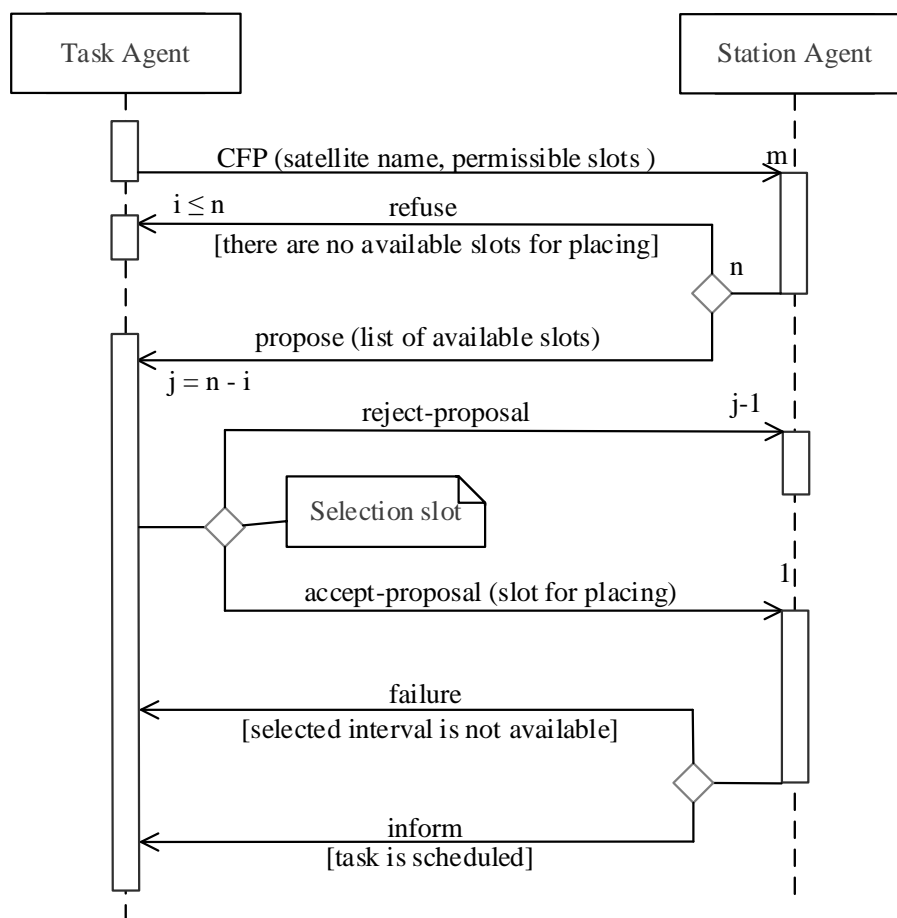 Task Agent
Station Agent
CFP (satellite name, permissible slots )
m
i ≤ n
refuse
[there are no available slots for placing]
n
propose (list of available slots)
j = n - i
reject-proposal
j-1
Selection slot
1
accept-proposal (slot for placing)
failure
[selected interval is not available]
inform
[task is scheduled]